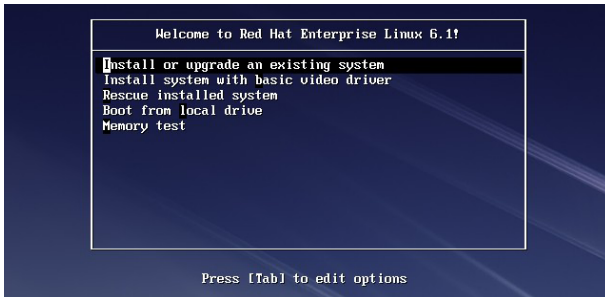 Welcome to Red Hat Enterprise Linux 6.1!
Install or upgrade an existing system
Install system with basic video driver
Rescue installed system
Boot from local drive
Memory test
Press [Tab] to edit options